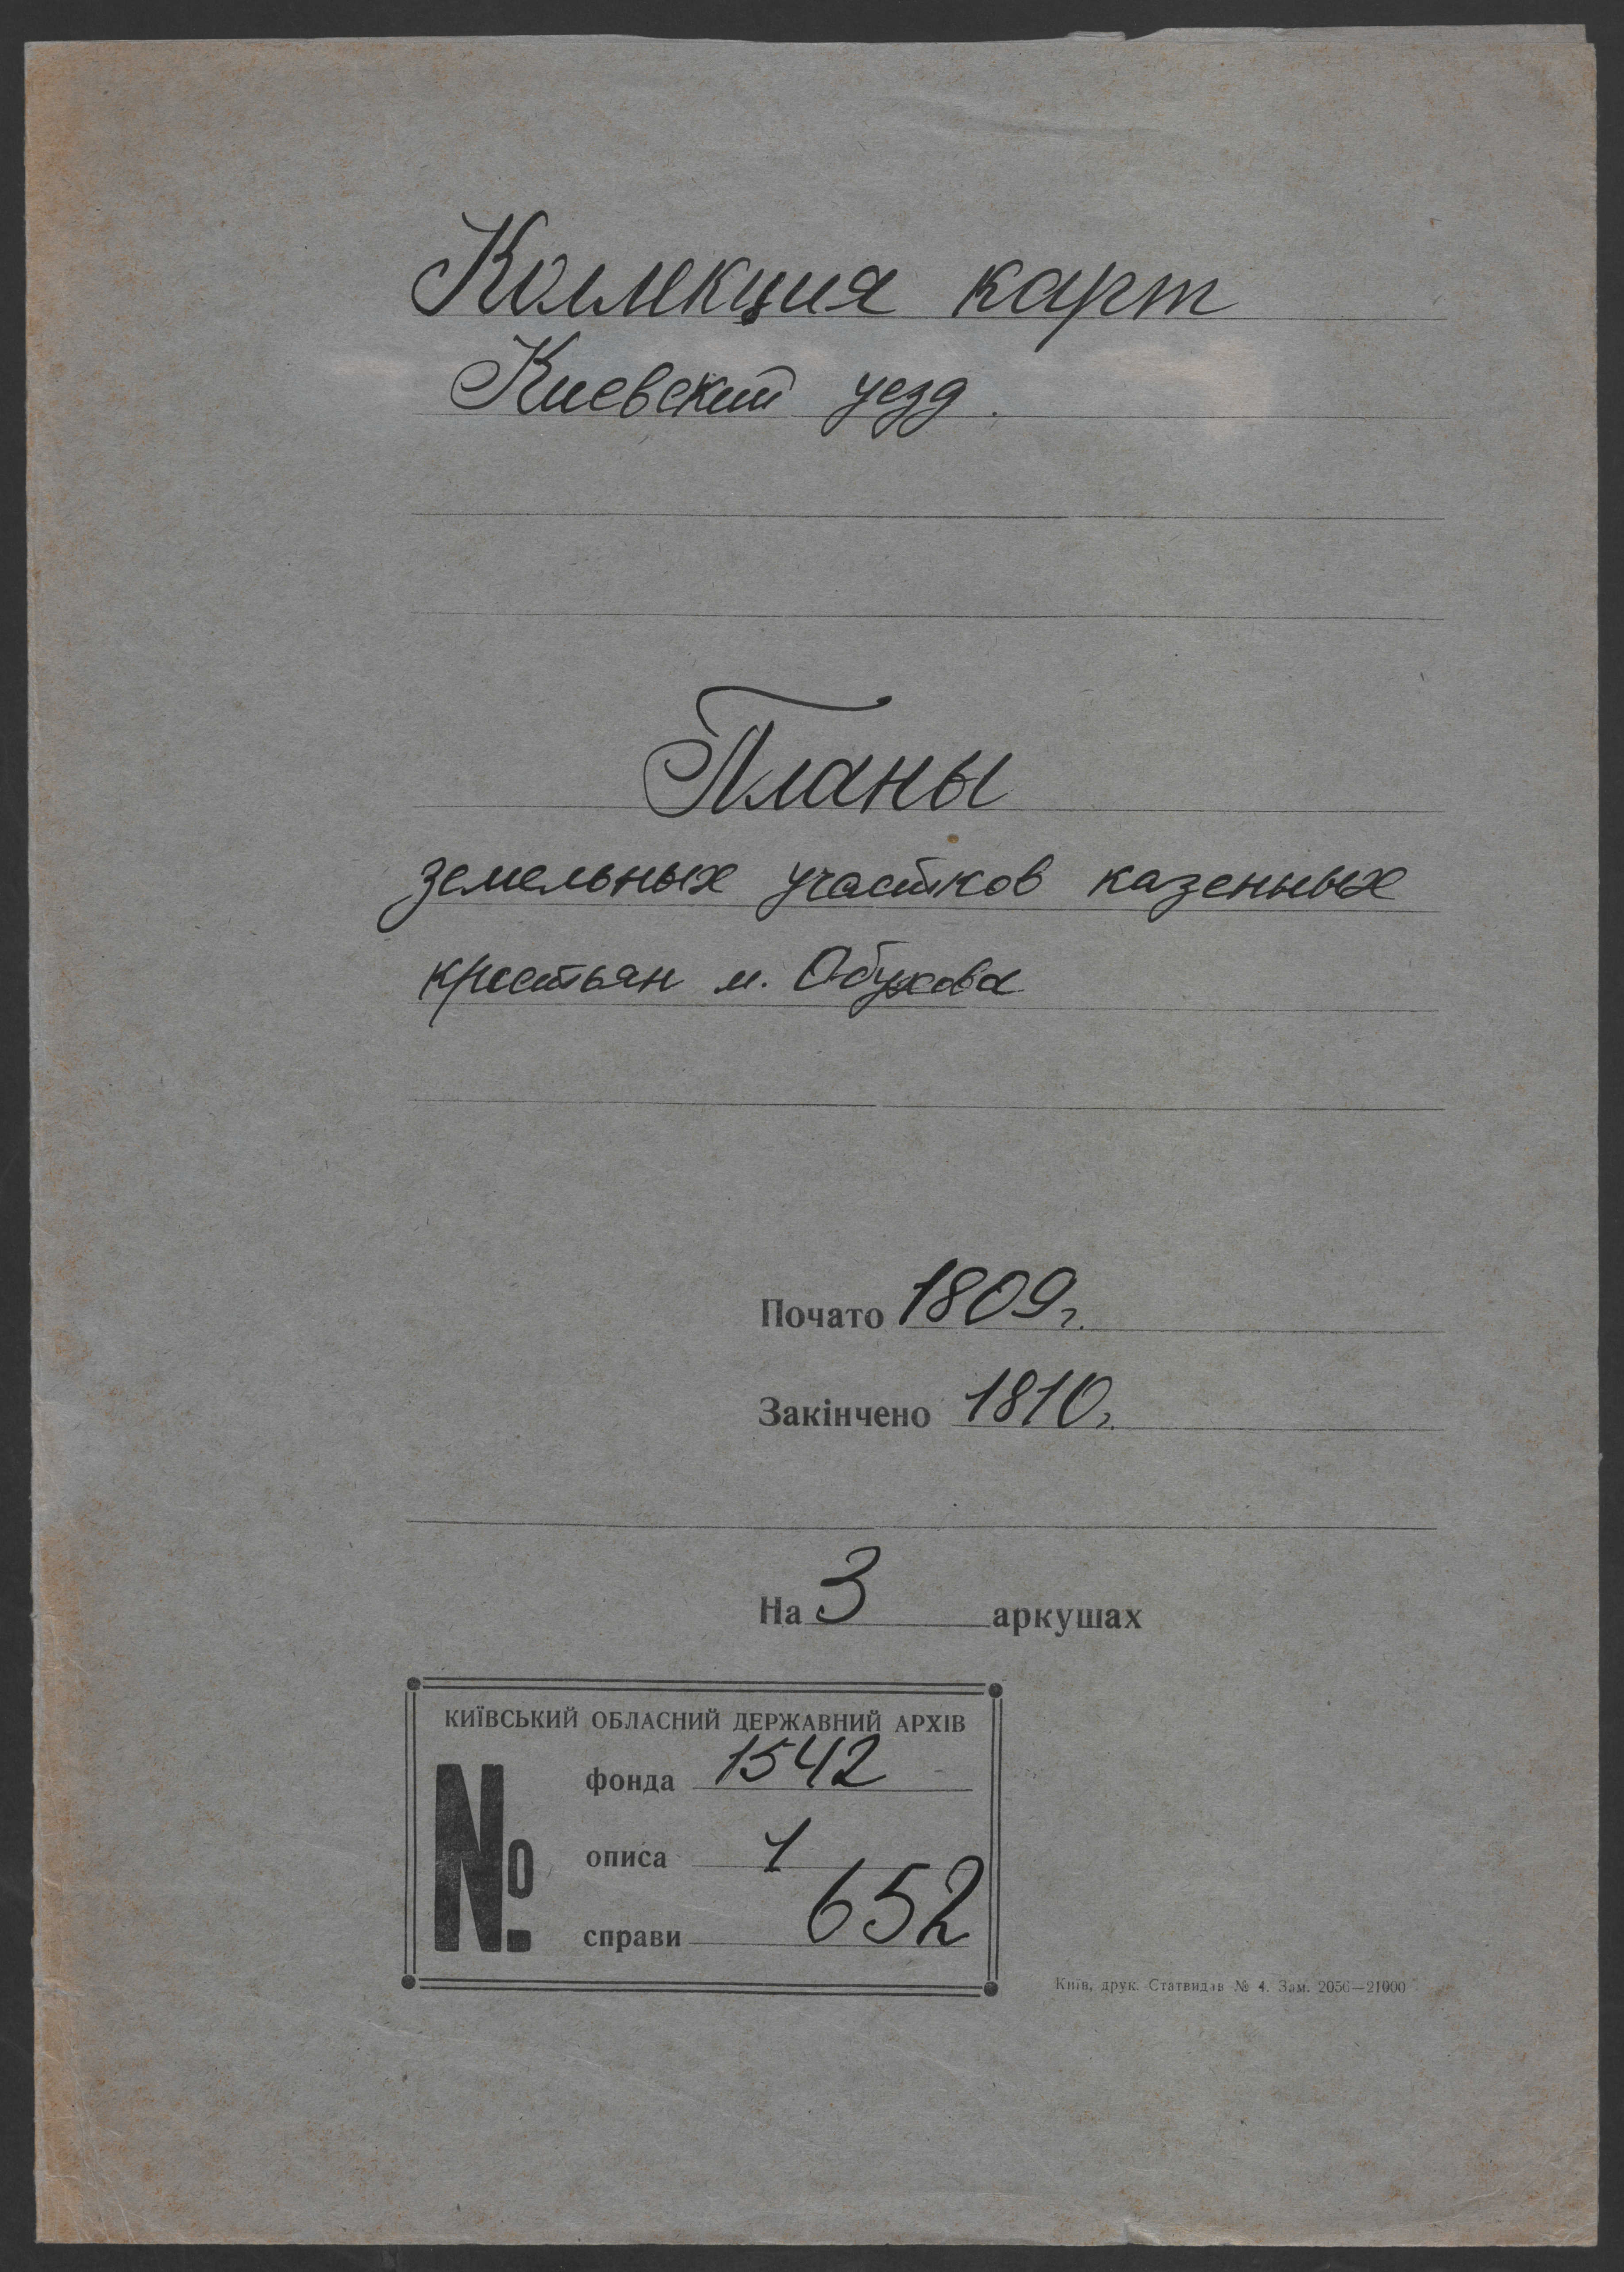 Коллекция карт
Киевский уезд.
Планы
земельных участков казенных
крестьян м. Обухова
Почато 1809 г.
Закінчено 1810 г.
На 3 аркушах
КИЇВСЬКИЙ ОБЛАСНИЙ ДЕРЖАВНИЙ АРХІВ
№ фонда 1542
описа 1
справи 652
Київ, друк. Статвидав № 4. Зам. 2056—21000